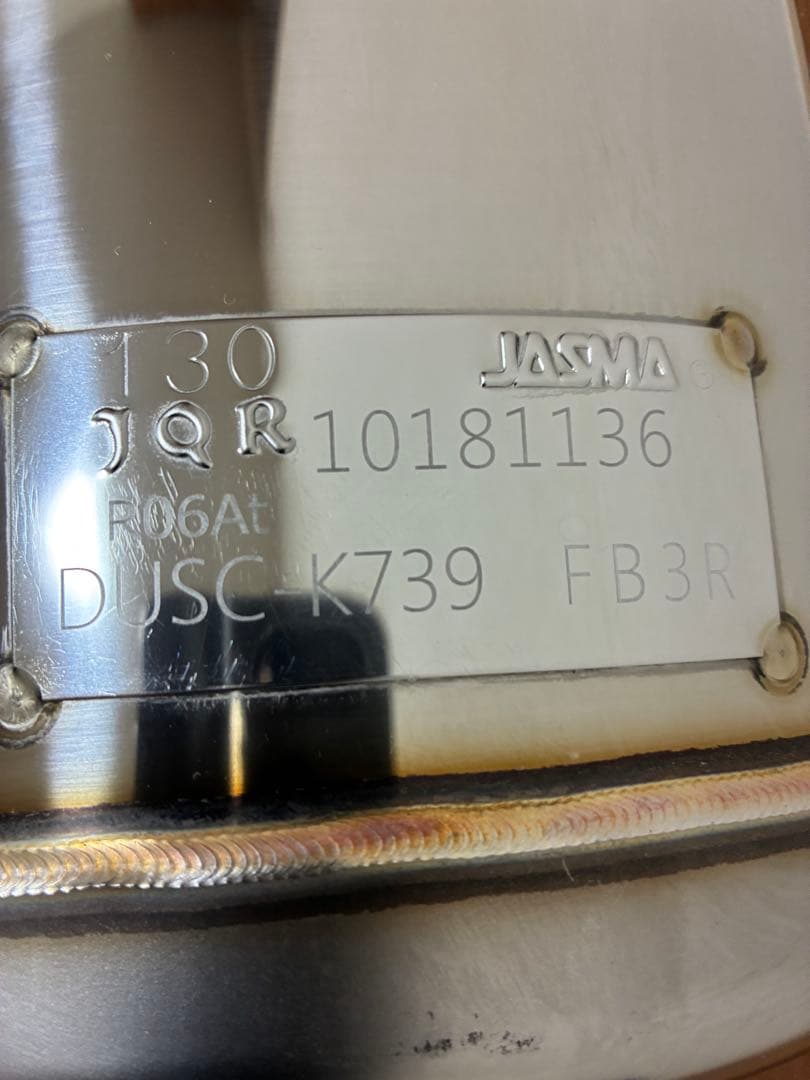 130 JASMA ®
JQR 10181136
R06At
DUSC-K739 FB3R